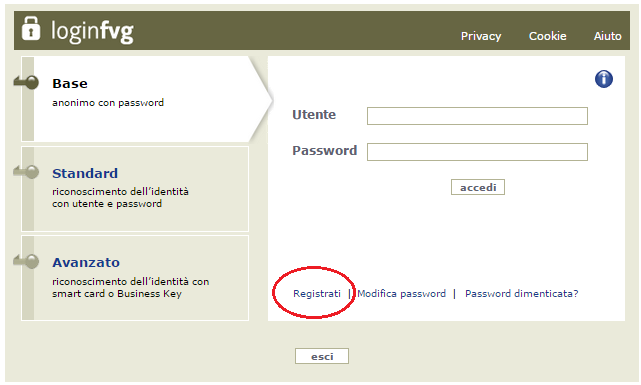 loginfvg
Privacy Cookie Aiuto
Base
anonimo con password
Standard
riconoscimento dell'identità
con utente e password
Avanzato
riconoscimento dell'identità con
smart card o Business Key
Utente
Password
accedi
Registrati | Modifica password | Password dimenticata?
esci